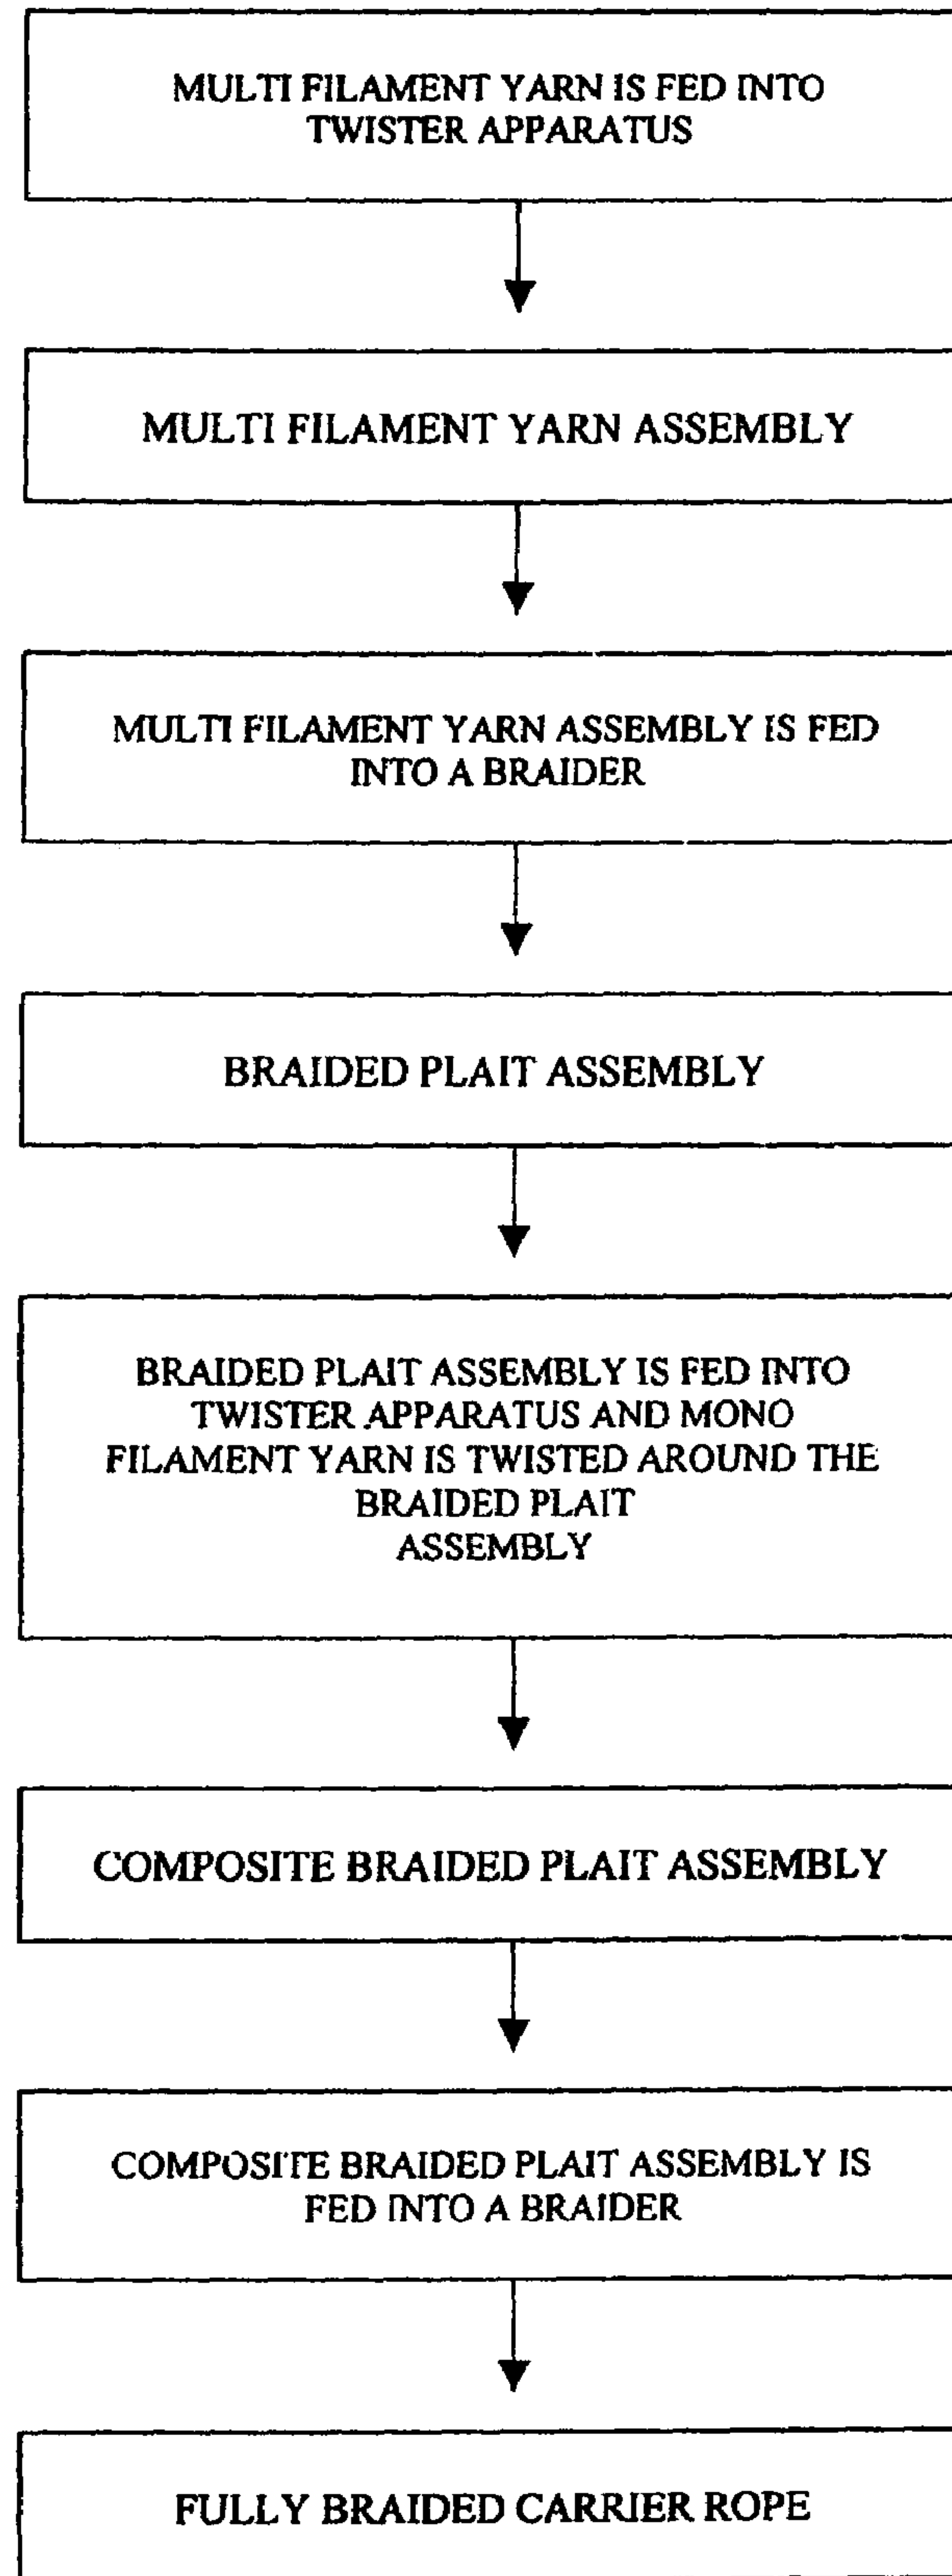 MULTI FILAMENT YARN IS FED INTO
TWISTER APPARATUS
MULTI FILAMENT YARN ASSEMBLY
MULTI FILAMENT YARN ASSEMBLY IS FED
INTO A BRAIDER
BRAIDED PLAIT ASSEMBLY
BRAIDED PLAIT ASSEMBLY IS FED INTO
TWISTER APPARATUS AND MONO
FILAMENT YARN IS TWISTED AROUND THE
BRAIDED PLAIT
ASSEMBLY
COMPOSITE BRAIDED PLAIT ASSEMBLY
COMPOSITE BRAIDED PLAIT ASSEMBLY IS
FED INTO A BRAIDER
FULLY BRAIDED CARRIER ROPE